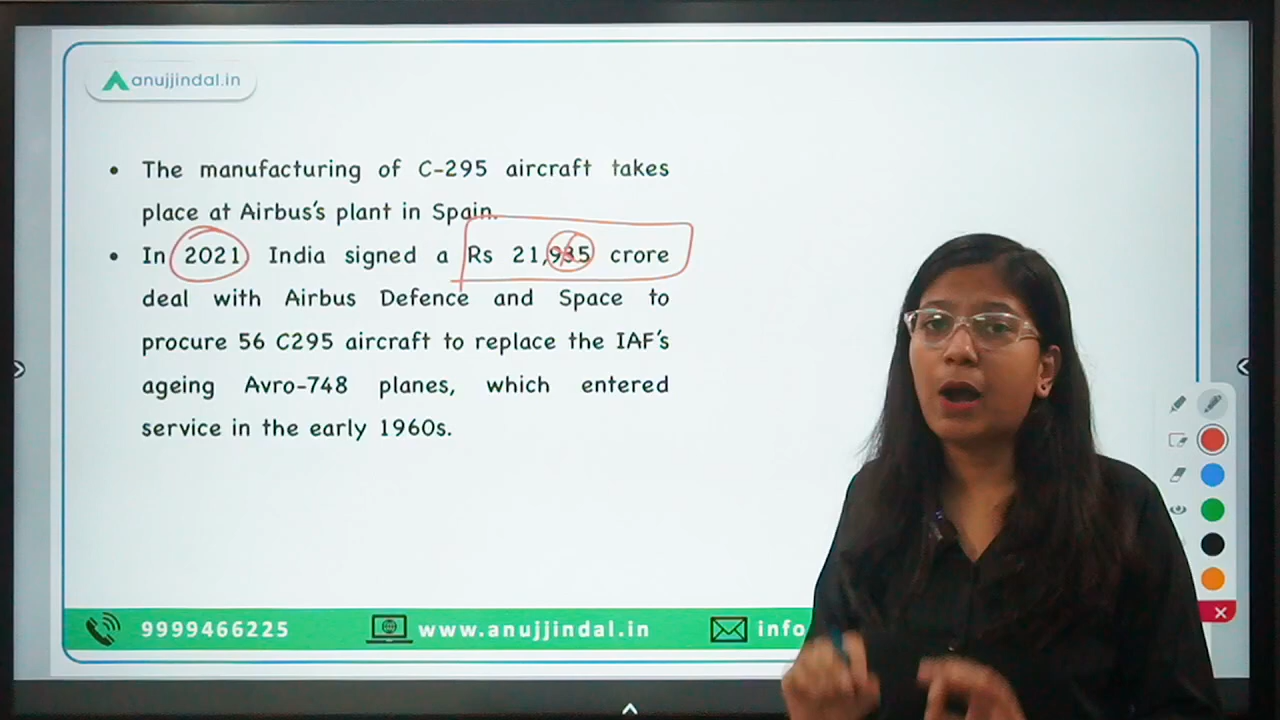 anujjindal.in
• The manufacturing of C-295 aircraft takes
place at Airbus's plant in Spain.
• In 2021 India signed a Rs 21,935 crore
deal with Airbus Defence and Space to
procure 56 C295 aircraft to replace the IAF's
ageing Avro-748 planes, which entered
service in the early 1960s.
9999466225 www.anujjindal.in info